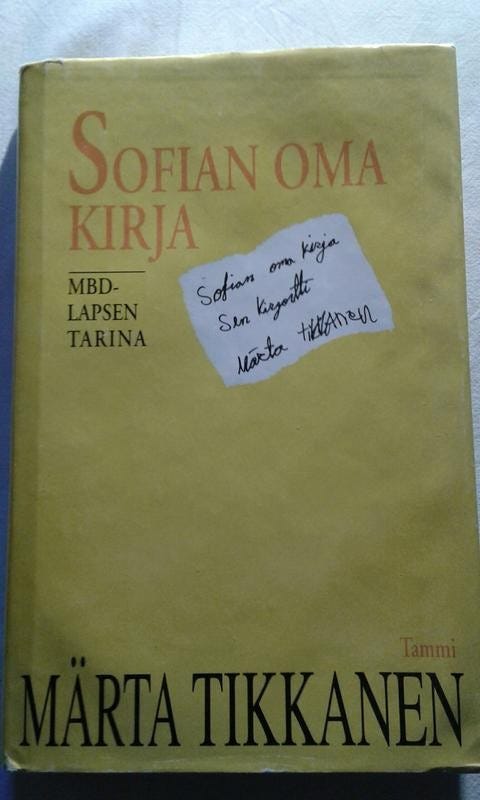 SOFIAN OMA
KIRJA
MBD-
LAPSEN
TARINA
Sofian oma kirja
Sen kirjoitti
Märta TIKKANEN
Tammi
MÄRTA TIKKANEN